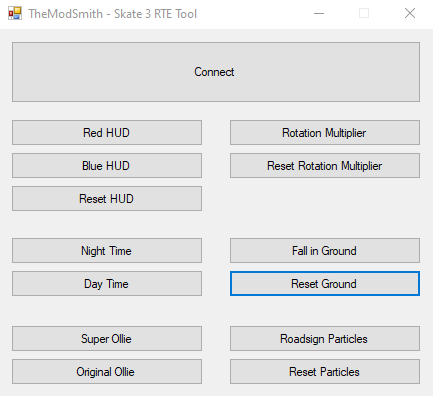 TheModSmith - Skate 3 RTE Tool
Connect
Red HUD
Rotation Multiplier
Blue HUD
Reset Rotation Multiplier
Reset HUD
Night Time
Fall in Ground
Day Time
Reset Ground
Super Ollie
Roadsign Particles
Original Ollie
Reset Particles